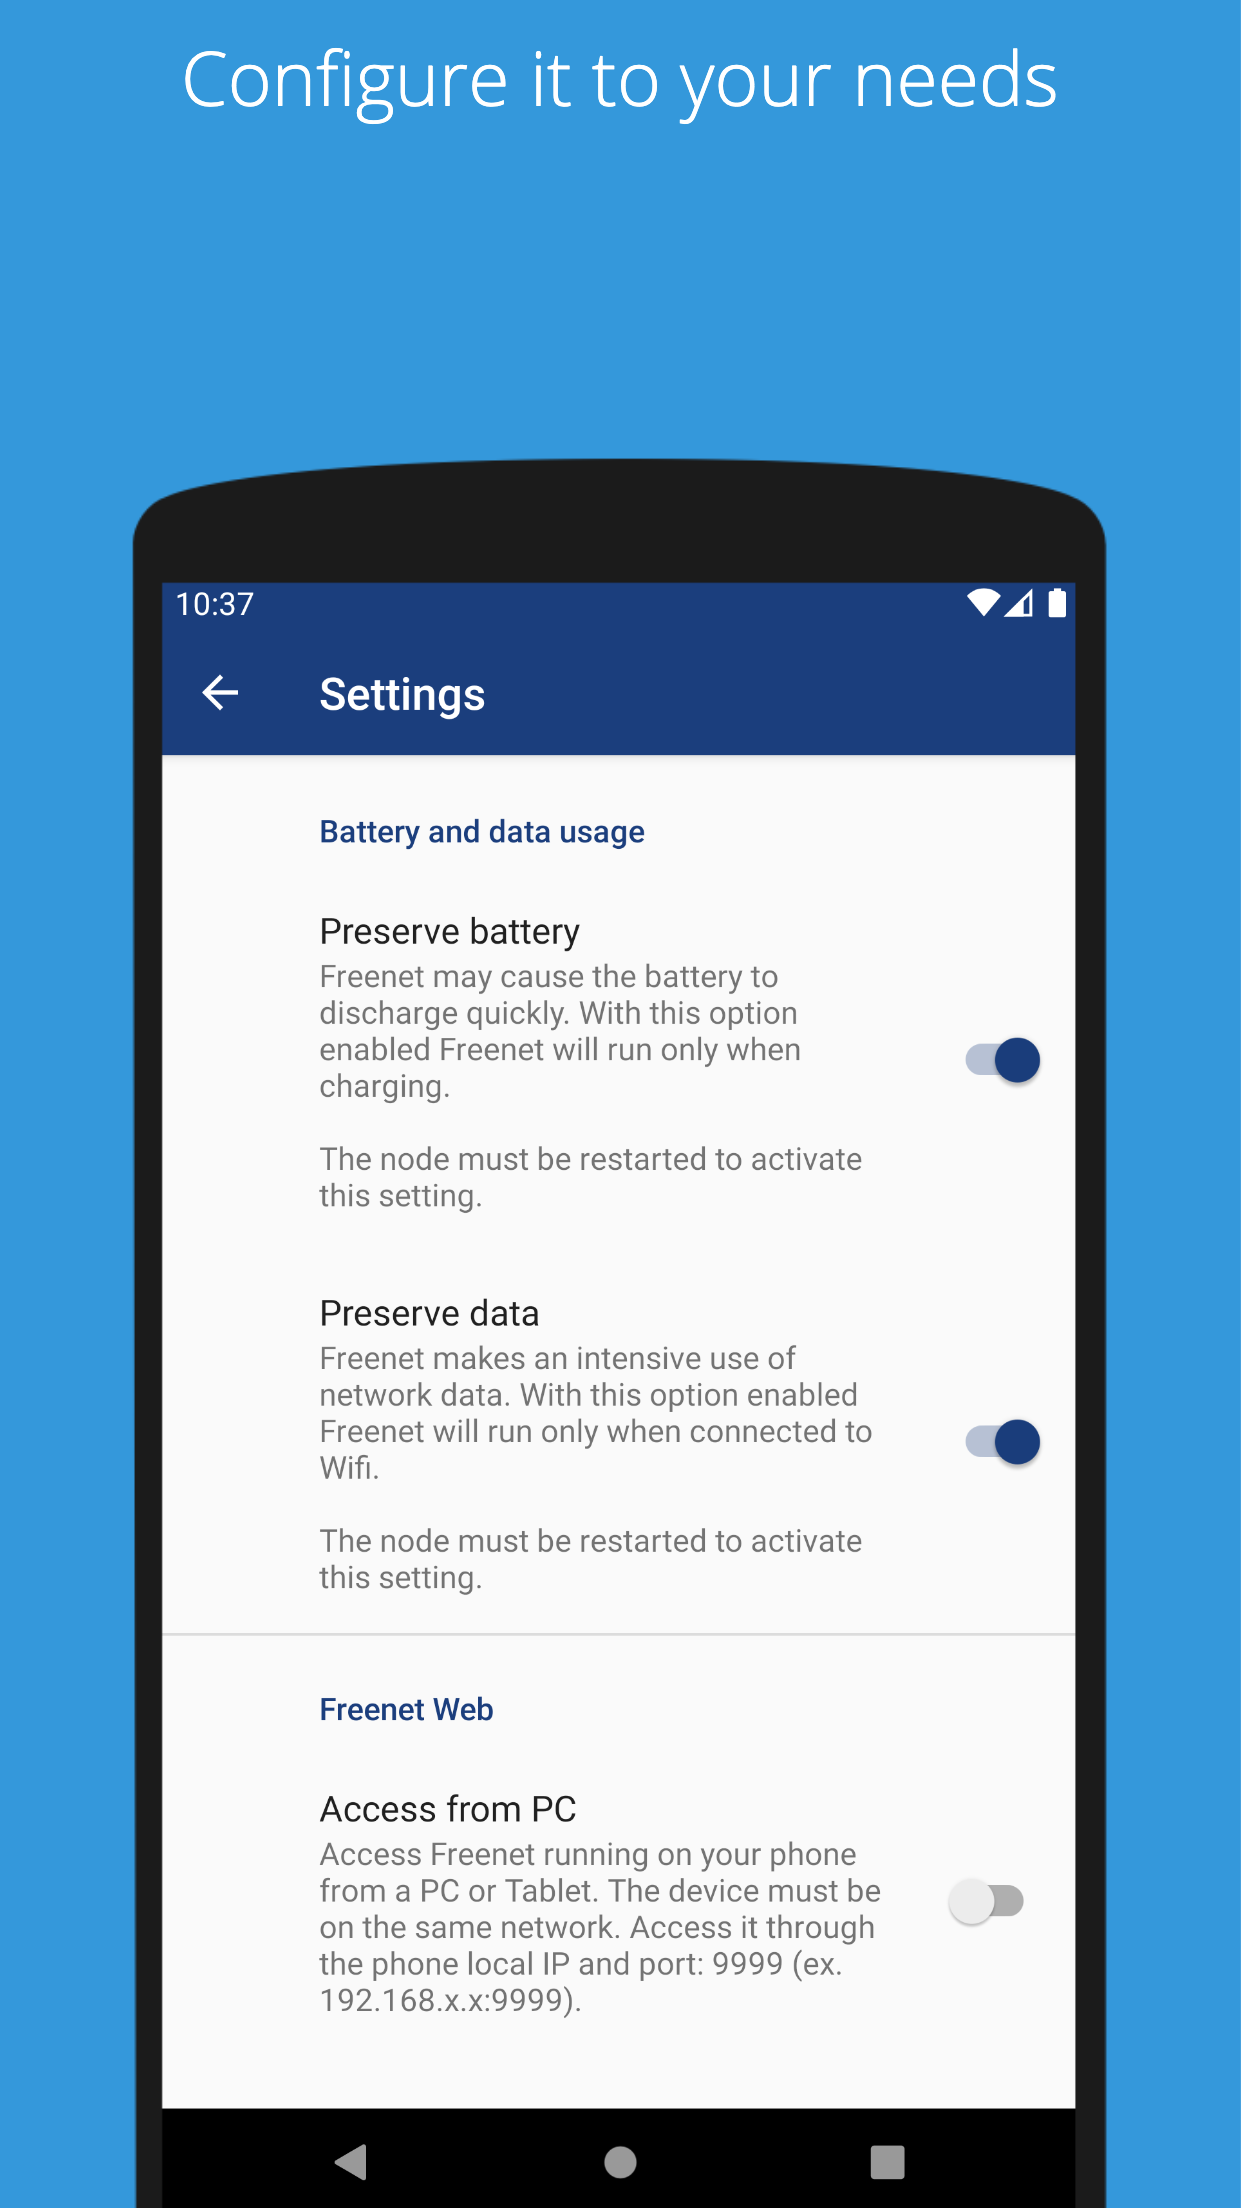 Configure it to your needs
10:37
Settings
Battery and data usage
Preserve battery
Freenet may cause the battery to
discharge quickly. With this option
enabled Freenet will run only when
charging.
The node must be restarted to activate
this setting.
Preserve data
Freenet makes an intensive use of
network data. With this option enabled
Freenet will run only when connected to
Wifi.
The node must be restarted to activate
this setting.
Freenet Web
Access from PC
Access Freenet running on your phone
from a PC or Tablet. The device must be
on the same network. Access it through
the phone local IP and port: 9999 (ex.
192.168.x.x:9999).